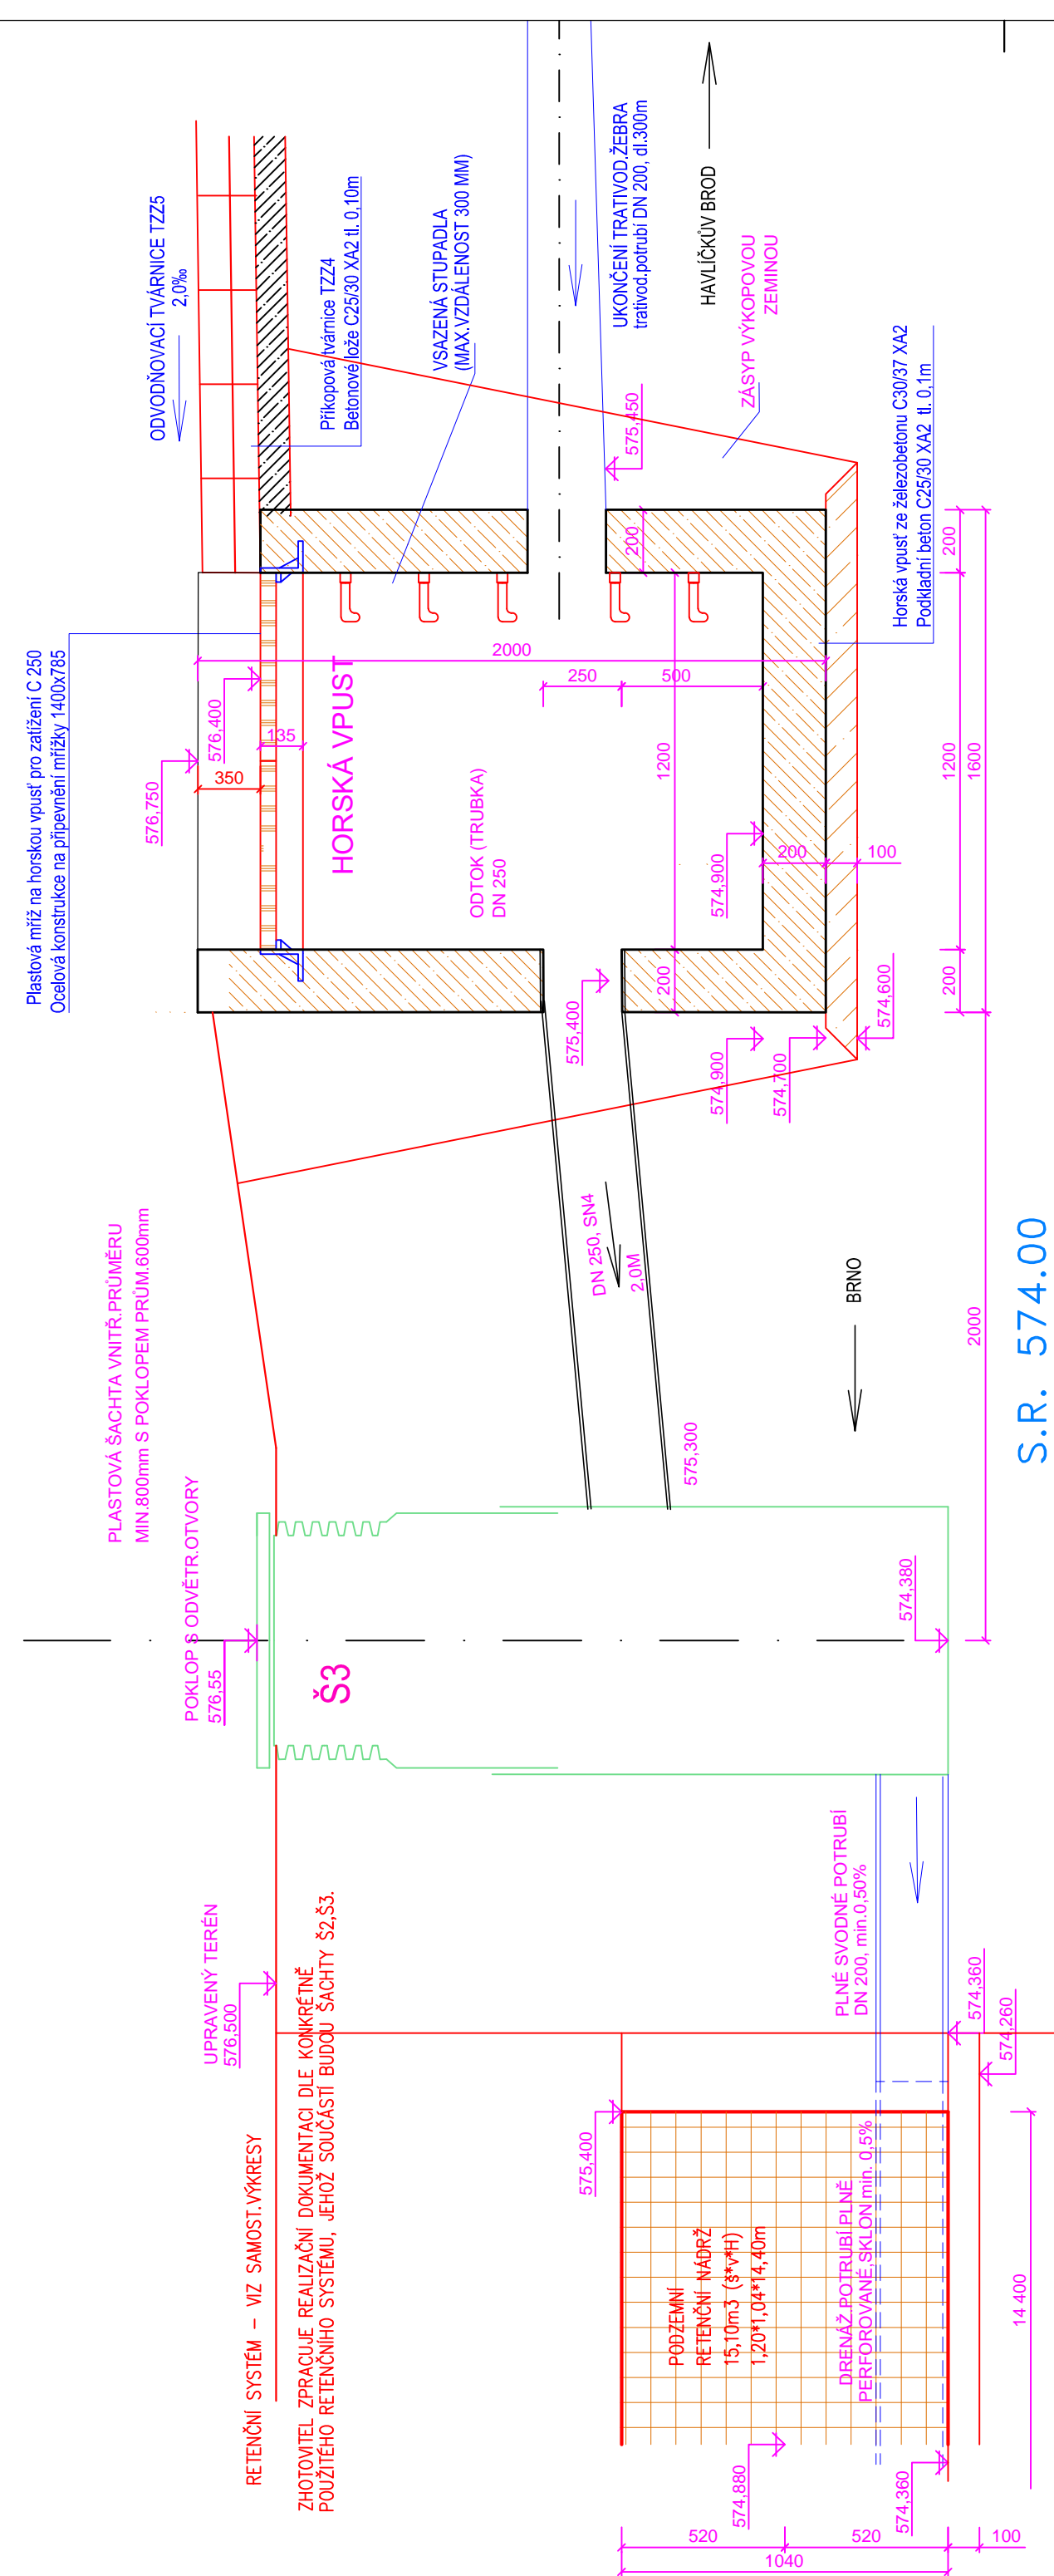 RETENČNÍ SYSTÉM – VIZ SAMOST.VÝKRESY
ZHOTOVITEL ZPRACUJE REALIZAČNÍ DOKUMENTACI DLE KONKRÉTNĚ
POUŽITÉHO RETENČNÍHO SYSTÉMU, JEHOŽ SOUČÁSTÍ BUDOU ŠACHTY Š2,Š3.
UPRAVENÝ TERÉN
576,500
575,400
PODZEMNÍ
RETENČNÍ NÁDRŽ
15,10m3 (š*v*H)
1,20*1,04*14,40m
DRENÁŽ.POTRUBÍ PLNĚ
PERFOROVANÉ,SKLON min. 0,5%
574,880
574,360
520
520
1040
100
14 400
574,360
574,260
PLNÉ SVODNÉ POTRUBÍ
DN 200, min.0,50%
PLASTOVÁ ŠACHTA VNITŘ.PRŮMĚRU
MIN.800mm S POKLOPEM PRŮM.600mm
POKLOP S ODVĚTR.OTVORY
576,55
Š3
574,380
575,300
DN 250, SN4
2,0M
BRNO
2000
S.R. 574.00
Plastová mříž na horskou vpusť pro zatížení C 250
Ocelová konstrukce na připevnění mřížky 1400x785
576,750
576,400
350
135
HORSKÁ VPUST
2000
250
500
1200
ODTOK (TRUBKA)
DN 250
575,400
200
574,900
574,900
574,700
574,600
200
100
200
1200
200
1600
ODVODŇOVACÍ TVÁRNICE TZZ5
2,0‰
Příkopová tvárnice TZZ4
Betonové lože C25/30 XA2 tl. 0,10m
VSAZENÁ STUPADLA
(MAX.VZDÁLENOST 300 MM)
UKONČENÍ TRATIVOD.ŽEBRA
trativod.potrubí DN 200, dl.300m
575,450
200
HAVLÍČKŮV BROD
ZÁSYP VÝKOPOVOU
ZEMINOU
Horská vpusť ze železobetonu C30/37 XA2
Podkladní beton C25/30 XA2 tl. 0,1m